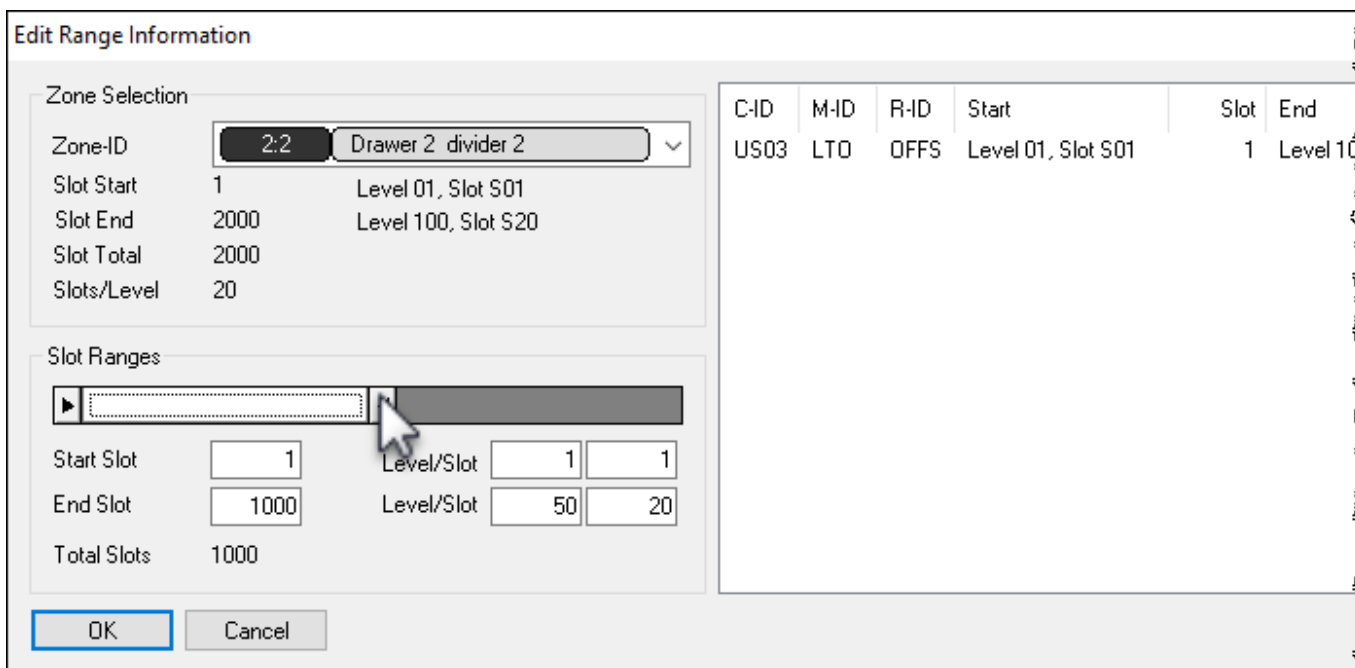 Edit Range Information
Zone Selection
Zone-ID 2:2 Drawer 2 divider 2
Slot Start 1 Level 01, Slot S01
Slot End 2000 Level 100, Slot S20
Slot Total 2000
Slots/Level 20
Slot Ranges
Start Slot 1 Level/Slot 1 1
End Slot 1000 Level/Slot 50 20
Total Slots 1000
OK Cancel
C-ID M-ID R-ID Start Slot End
US03 LTO OFFS Level 01, Slot S01 1 Level 10